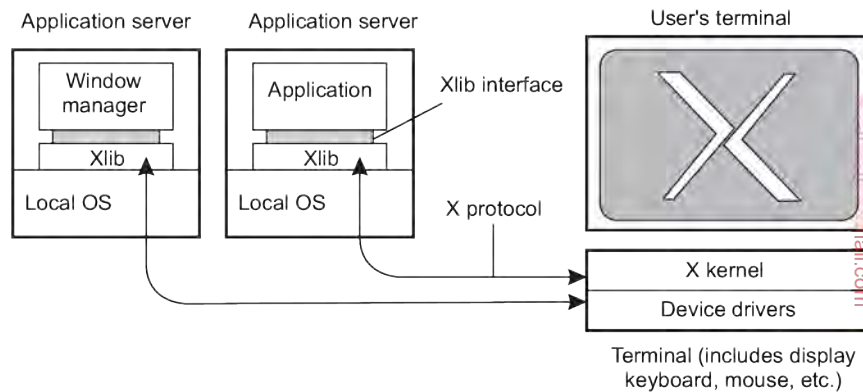 Application server
Application server
User's terminal
Window
manager
Application
Xlib interface
Xlib
Xlib
Local OS
Local OS
X protocol
X kernel
Device drivers
Terminal (includes display
keyboard, mouse, etc.)